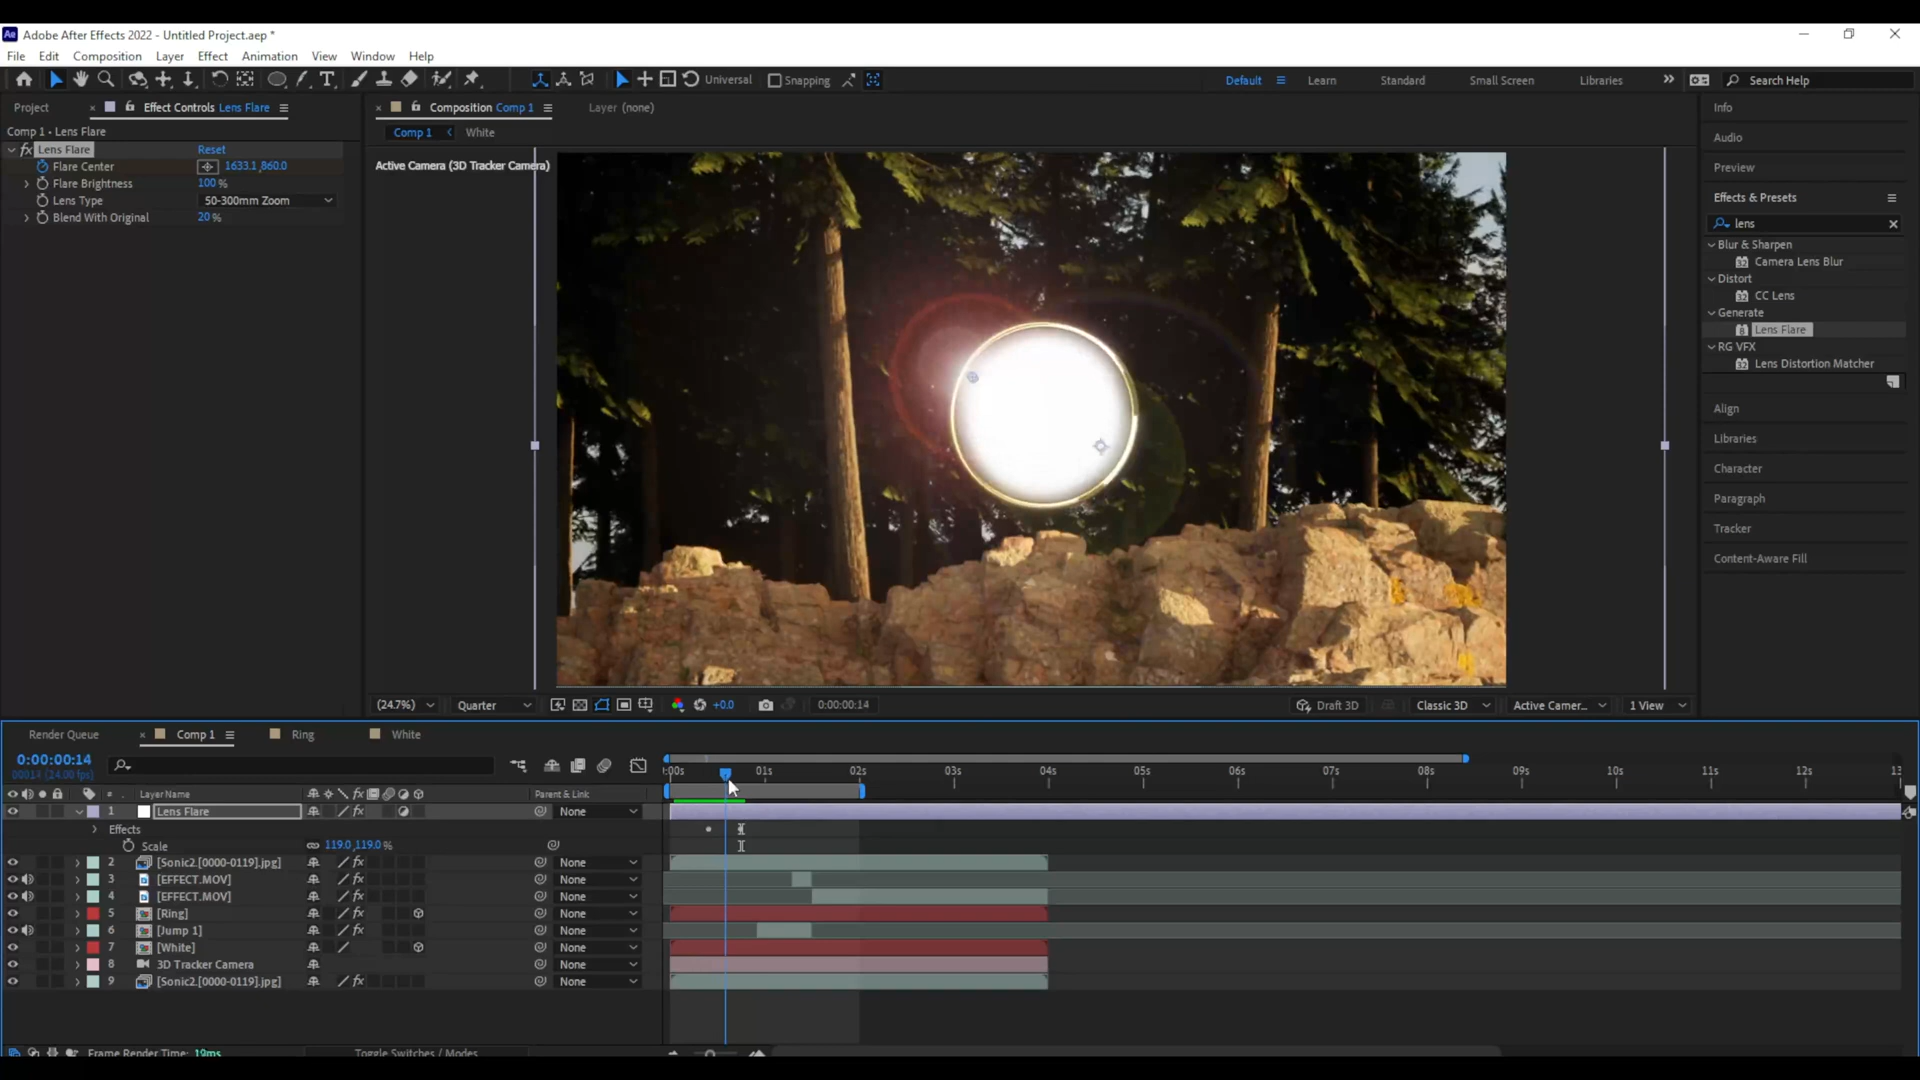 Ae Adobe After Effects 2022 - Untitled Project.aep *
File Edit Composition Layer Effect Animation View Window Help
Universal Snapping Default Learn Standard Small Screen Libraries Search Help
Project Effect Controls Lens Flare Composition Comp 1 Layer (none)
Comp 1 • Lens Flare
Comp 1 White
fx Lens Flare Reset
Flare Center 1633.1,860.0
Flare Brightness 100 %
Lens Type 50-300mm Zoom
Blend With Original 20 %
Active Camera (3D Tracker Camera)
Info
Audio
Preview
Effects & Presets
lens
Blur & Sharpen
Camera Lens Blur
Distort
CC Lens
Generate
Lens Flare
RG VFX
Lens Distortion Matcher
Align
Libraries
Character
Paragraph
Tracker
Content-Aware Fill
(24.7%) Quarter +0.0 0:00:00:14 Draft 3D Classic 3D Active Camer... 1 View
Render Queue Comp 1 Ring White
0:00:00:14
00014 (24.00 fps)
:00s 01s 02s 03s 04s 05s 06s 07s 08s 09s 10s 11s 12s 13
# Layer Name fx Parent & Link
1 Lens Flare fx None
Effects
Scale 119.0,119.0 %
2 [Sonic2.[0000-0119].jpg] fx None
3 [EFFECT.MOV] fx None
4 [EFFECT.MOV] fx None
5 [Ring] fx None
6 [Jump 1] fx None
7 [White] None
8 3D Tracker Camera None
9 [Sonic2.[0000-0119].jpg] fx None
Frame Render Time: 19ms Toggle Switches / Modes